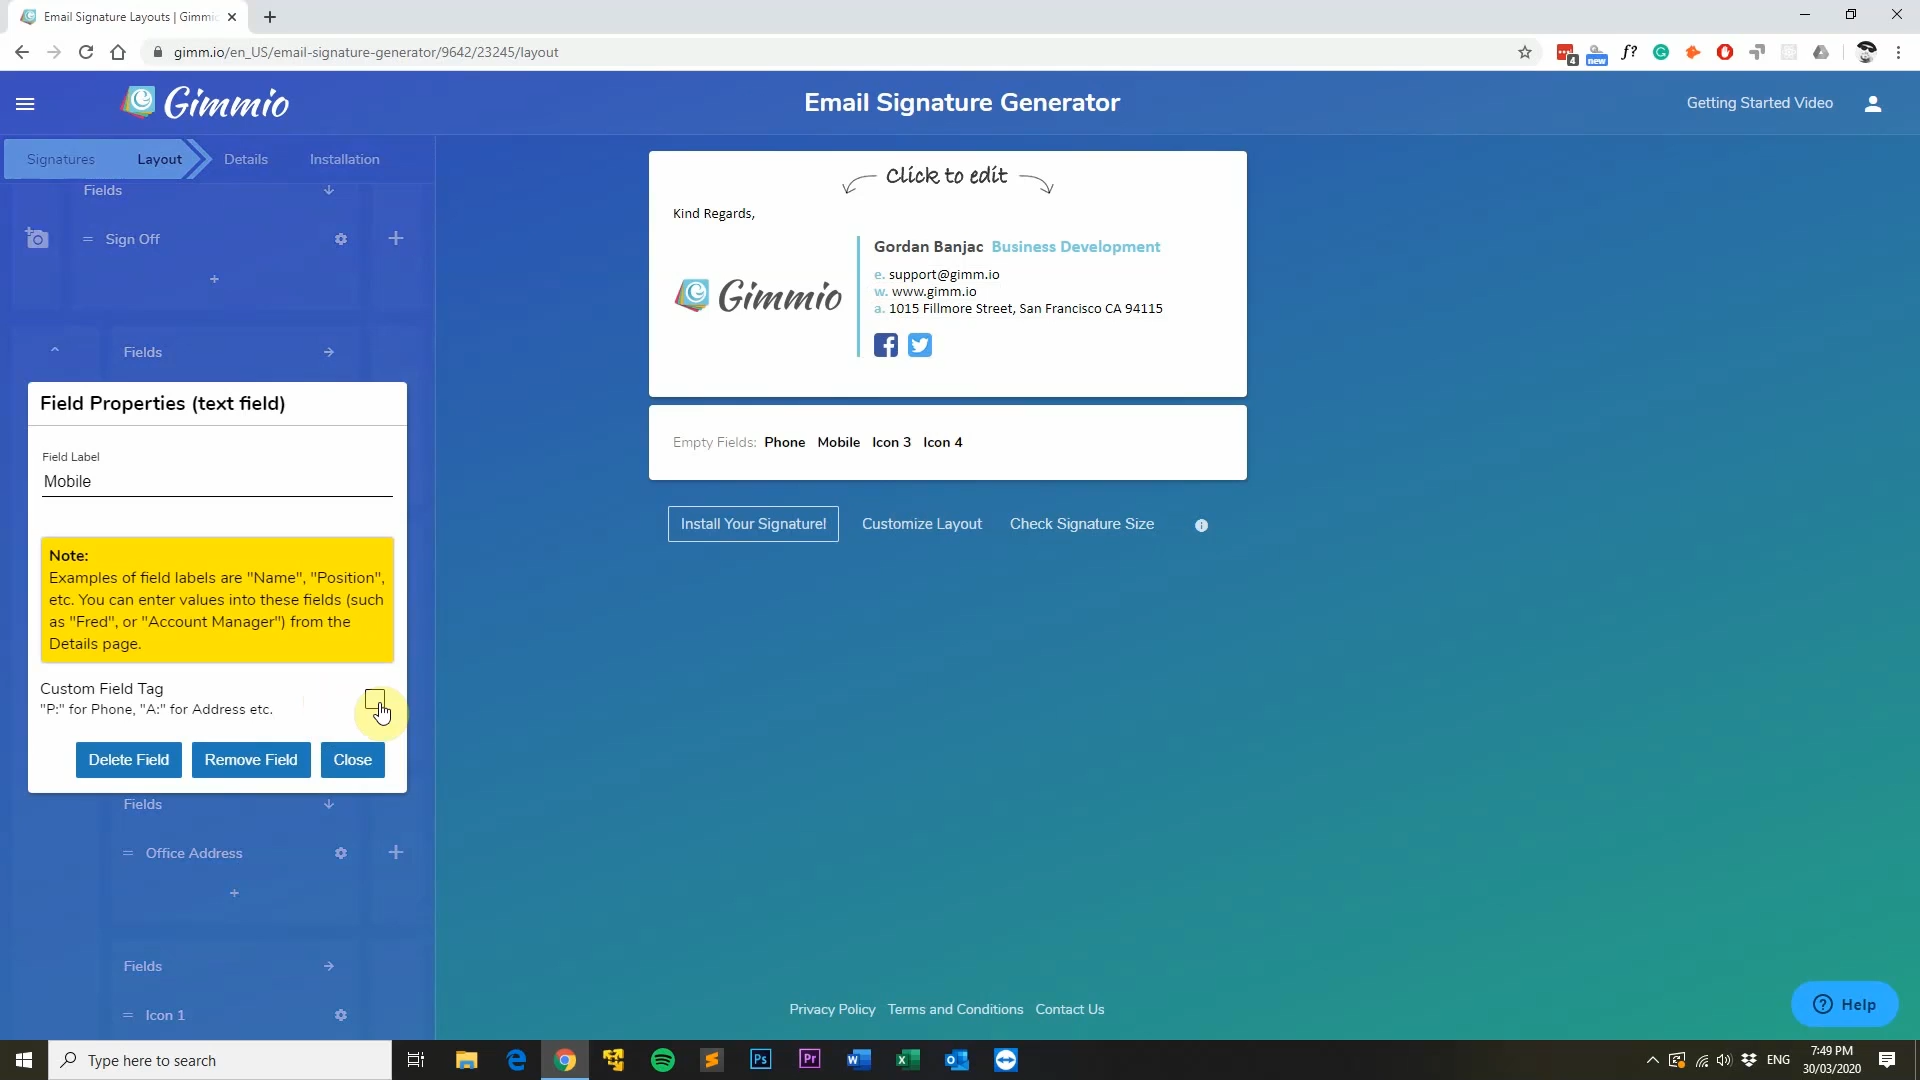 Email Signature Layouts | Gimmi
gimm.io/en_US/email-signature-generator/9642/23245/layout
f?
4
new
Gimmio
Email Signature Generator
Getting Started Video
Signatures
Layout
Details
Installation
Fields
Sign Off
Fields
Field Properties (text field)
Field Label
Mobile
Note:
Examples of field labels are "Name", "Position",
etc. You can enter values into these fields (such
as "Fred", or "Account Manager") from the
Details page.
Custom Field Tag
"P:" for Phone, "A:" for Address etc.
Delete Field
Remove Field
Close
Fields
Office Address
Fields
Icon 1
Click to edit
Kind Regards,
Gimmio
Gordan Banjac Business Development
e. support@gimm.io
w. www.gimm.io
a. 1015 Fillmore Street, San Francisco CA 94115
Empty Fields: Phone Mobile Icon 3 Icon 4
Install Your Signature!
Customize Layout
Check Signature Size
Privacy Policy
Terms and Conditions
Contact Us
Help
Type here to search
Ps
Pr
ENG
7:49 PM
30/03/2020